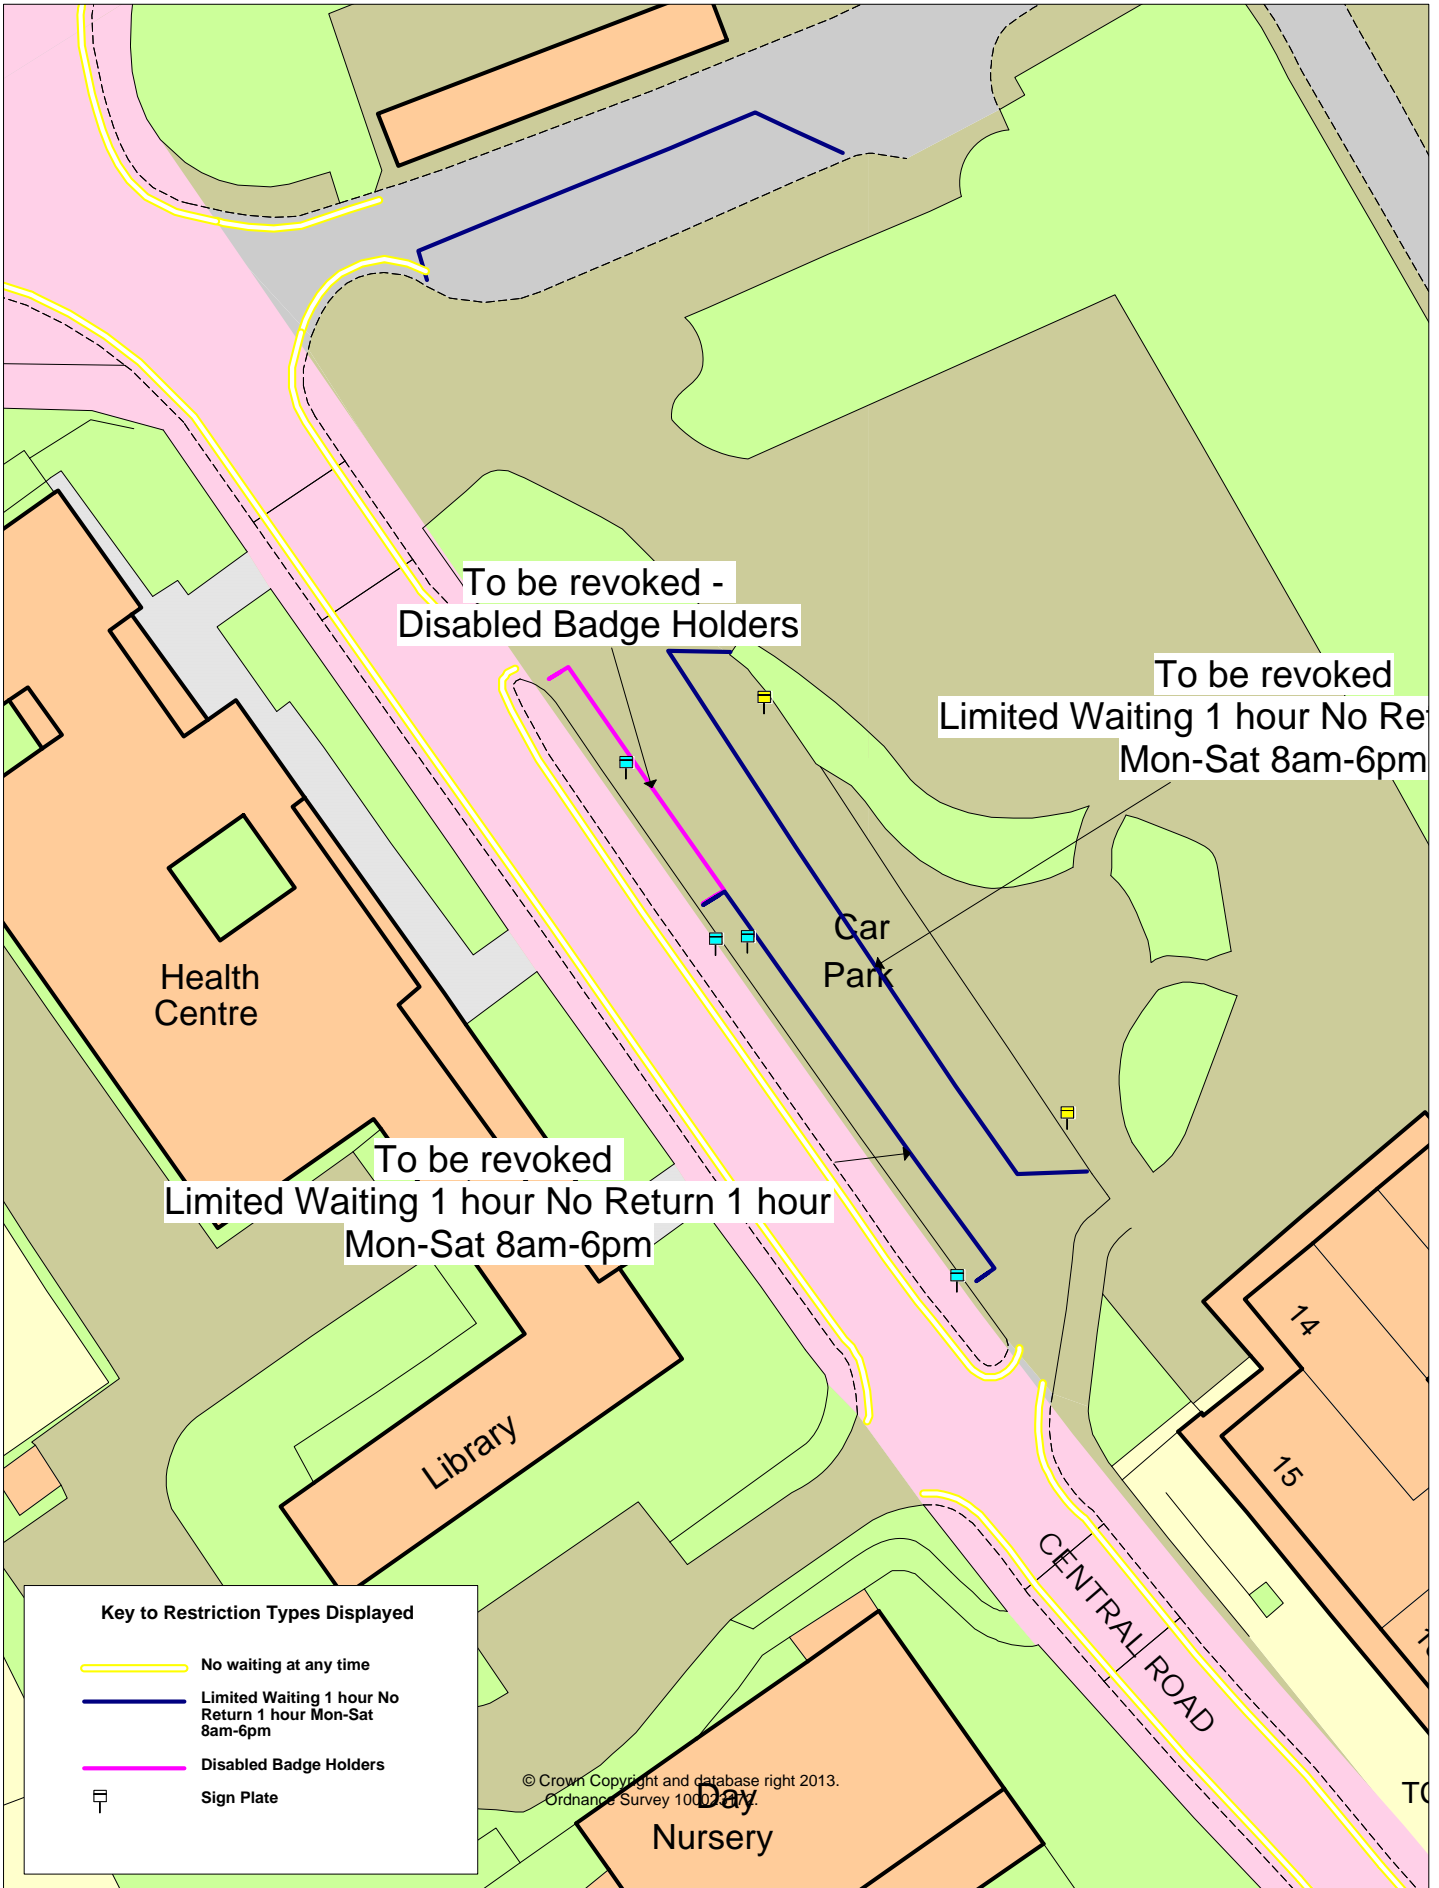 To be revoked -
Disabled Badge Holders
To be revoked
Limited Waiting 1 hour No
Mon-Sat 8am-6pm
Car
Park
Health
Centre
To be revoked
Limited Waiting 1 hour No Return 1 hour
Mon-Sat 8am-6pm
14
15
Library
CENTRAL ROAD
Key to Restriction Types Displayed
No waiting at any time
Limited Waiting 1 hour No
Return 1 hour Mon-Sat
8am-6pm
Disabled Badge Holders
Sign Plate
© Crown Copyright and database right 2013.
Ordnance Survey
Day
Nursery